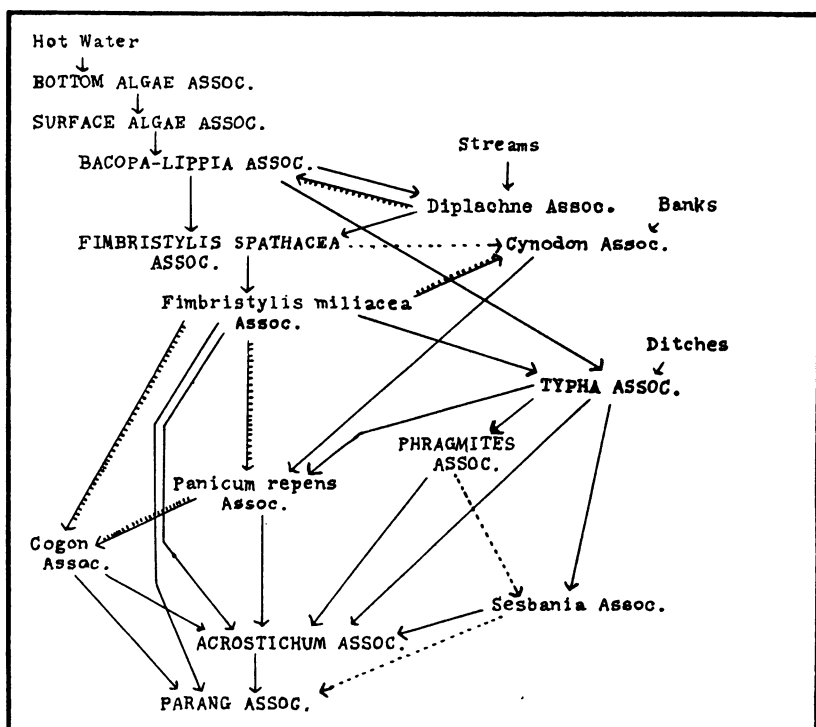 Hot Water
BOTTOM ALGAE ASSOC.
SURFACE ALGAE ASSOC.
Streams
BACOPA-LIPPIA ASSOC.
Diplachne Assoc.
Banks
FIMBRISTYLIS SPATHACEA
ASSOC.
Cynodon Assoc.
Fimbristylis miliacea
Assoc.
Ditches
TYPHA ASSOC.
PHRAGMITES
ASSOC.
Panicum repens
Assoc.
Cogon
Assoc.
Sesbania Assoc.
ACROSTICHUM ASSOC.
PARANG ASSOC.